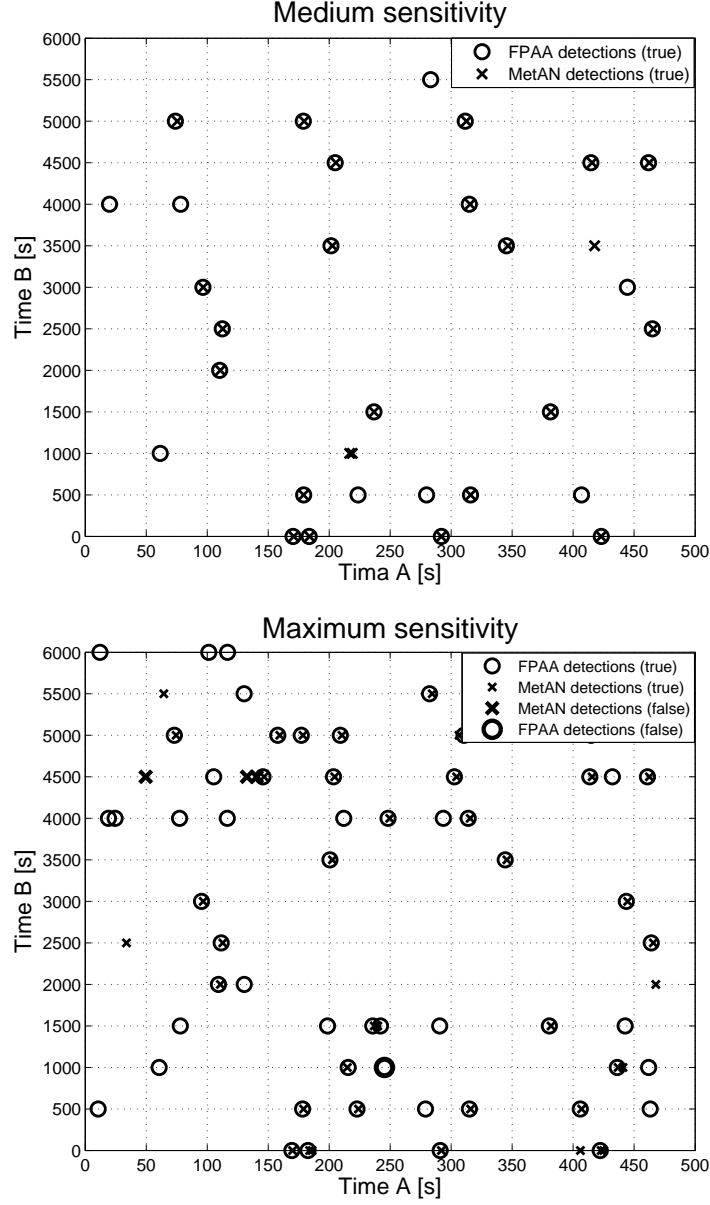 Medium sensitivity
6000
5500
5000
4500
4000
3500
3000
2500
2000
1500
1000
500
0
Time B [s]
FPAA detections (true)
MetAN detections (true)
0 50 100 150 200 250 300 350 400 450 500
Tima A [s]
Maximum sensitivity
6000
5500
5000
4500
4000
3500
3000
2500
2000
1500
1000
500
0
Time B [s]
FPAA detections (true)
MetAN detections (true)
MetAN detections (false)
FPAA detections (false)
0 50 100 150 200 250 300 350 400 450 500
Time A [s]